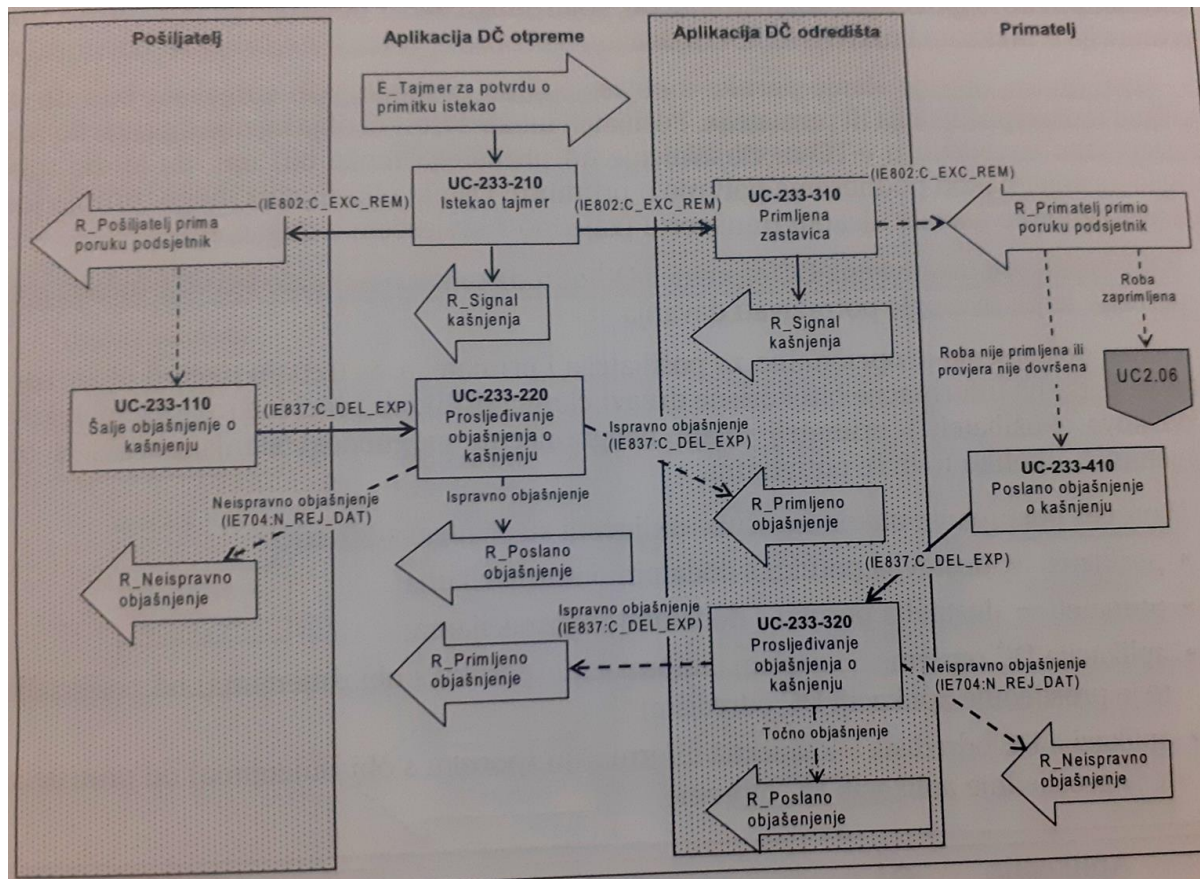 Pošiljatelj
Aplikacija DČ otpreme
Aplikacija DČ odredišta
Primatelj
E_Tajmer za potvrdu o
primitku istekao
UC-233-210
Istekao tajmer
(IE802:C_EXC_REM)
(IE802:C_EXC_REM)
UC-233-310
Primljena
zastavica
(IE802:C_EXC_REM)
R_Pošiljatelj prima
poruku podsjetnik
R_Primatelj primio
poruku podsjetnik
R_Signal
kašnjenja
R_Signal
kašnjenja
Roba
zaprimljena
Roba nije primljena ili
provjera nije dovršena
UC2.06
UC-233-110
Šalje objašnjenje o
kašnjenju
(IE837:C_DEL_EXP)
UC-233-220
Prosljeđivanje
objašnjenja o
kašnjenju
Ispravno objašnjenje
(IE837:C_DEL_EXP)
UC-233-410
Poslano objašnjenje
o kašnjenju
Neispravno objašnjenje
(IE704:N_REJ_DAT)
Ispravno objašnjenje
R_Primljeno
objašnjenje
R_Neispravno
objašnjenje
R_Poslano
objašnjenje
(IE837:C_DEL_EXP)
Ispravno objašnjenje
(IE837:C_DEL_EXP)
UC-233-320
Prosljeđivanje
objašnjenja o
kašnjenju
R_Primljeno
objašnjenje
Neispravno objašnjenje
(IE704:N_REJ_DAT)
Točno objašnjenje
R_Neispravno
objašnjenje
R_Poslano
objašenjenje